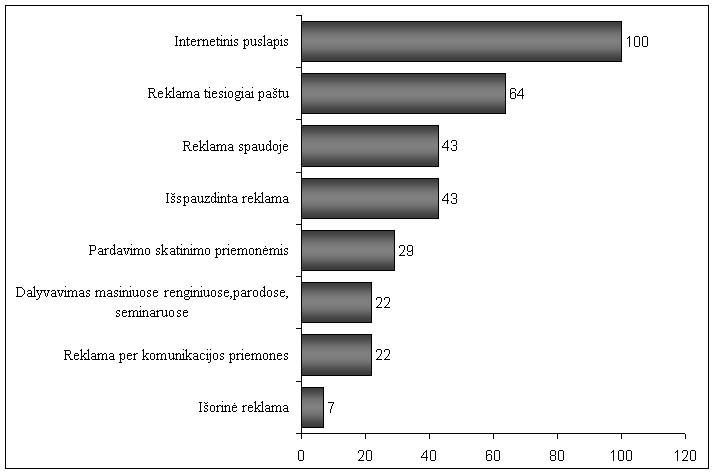 Internetinis puslapis
100
Reklama tiesiogiai paštu
64
Reklama spaudoje
43
Išspauzdinta reklama
43
Pardavimo skatinimo priemonėmis
29
Dalyvavimas masiniuose renginiuose,parodose,
seminaruose
22
Reklama per komunikacijos priemones
22
Išorinė reklama
7
0 20 40 60 80 100 120